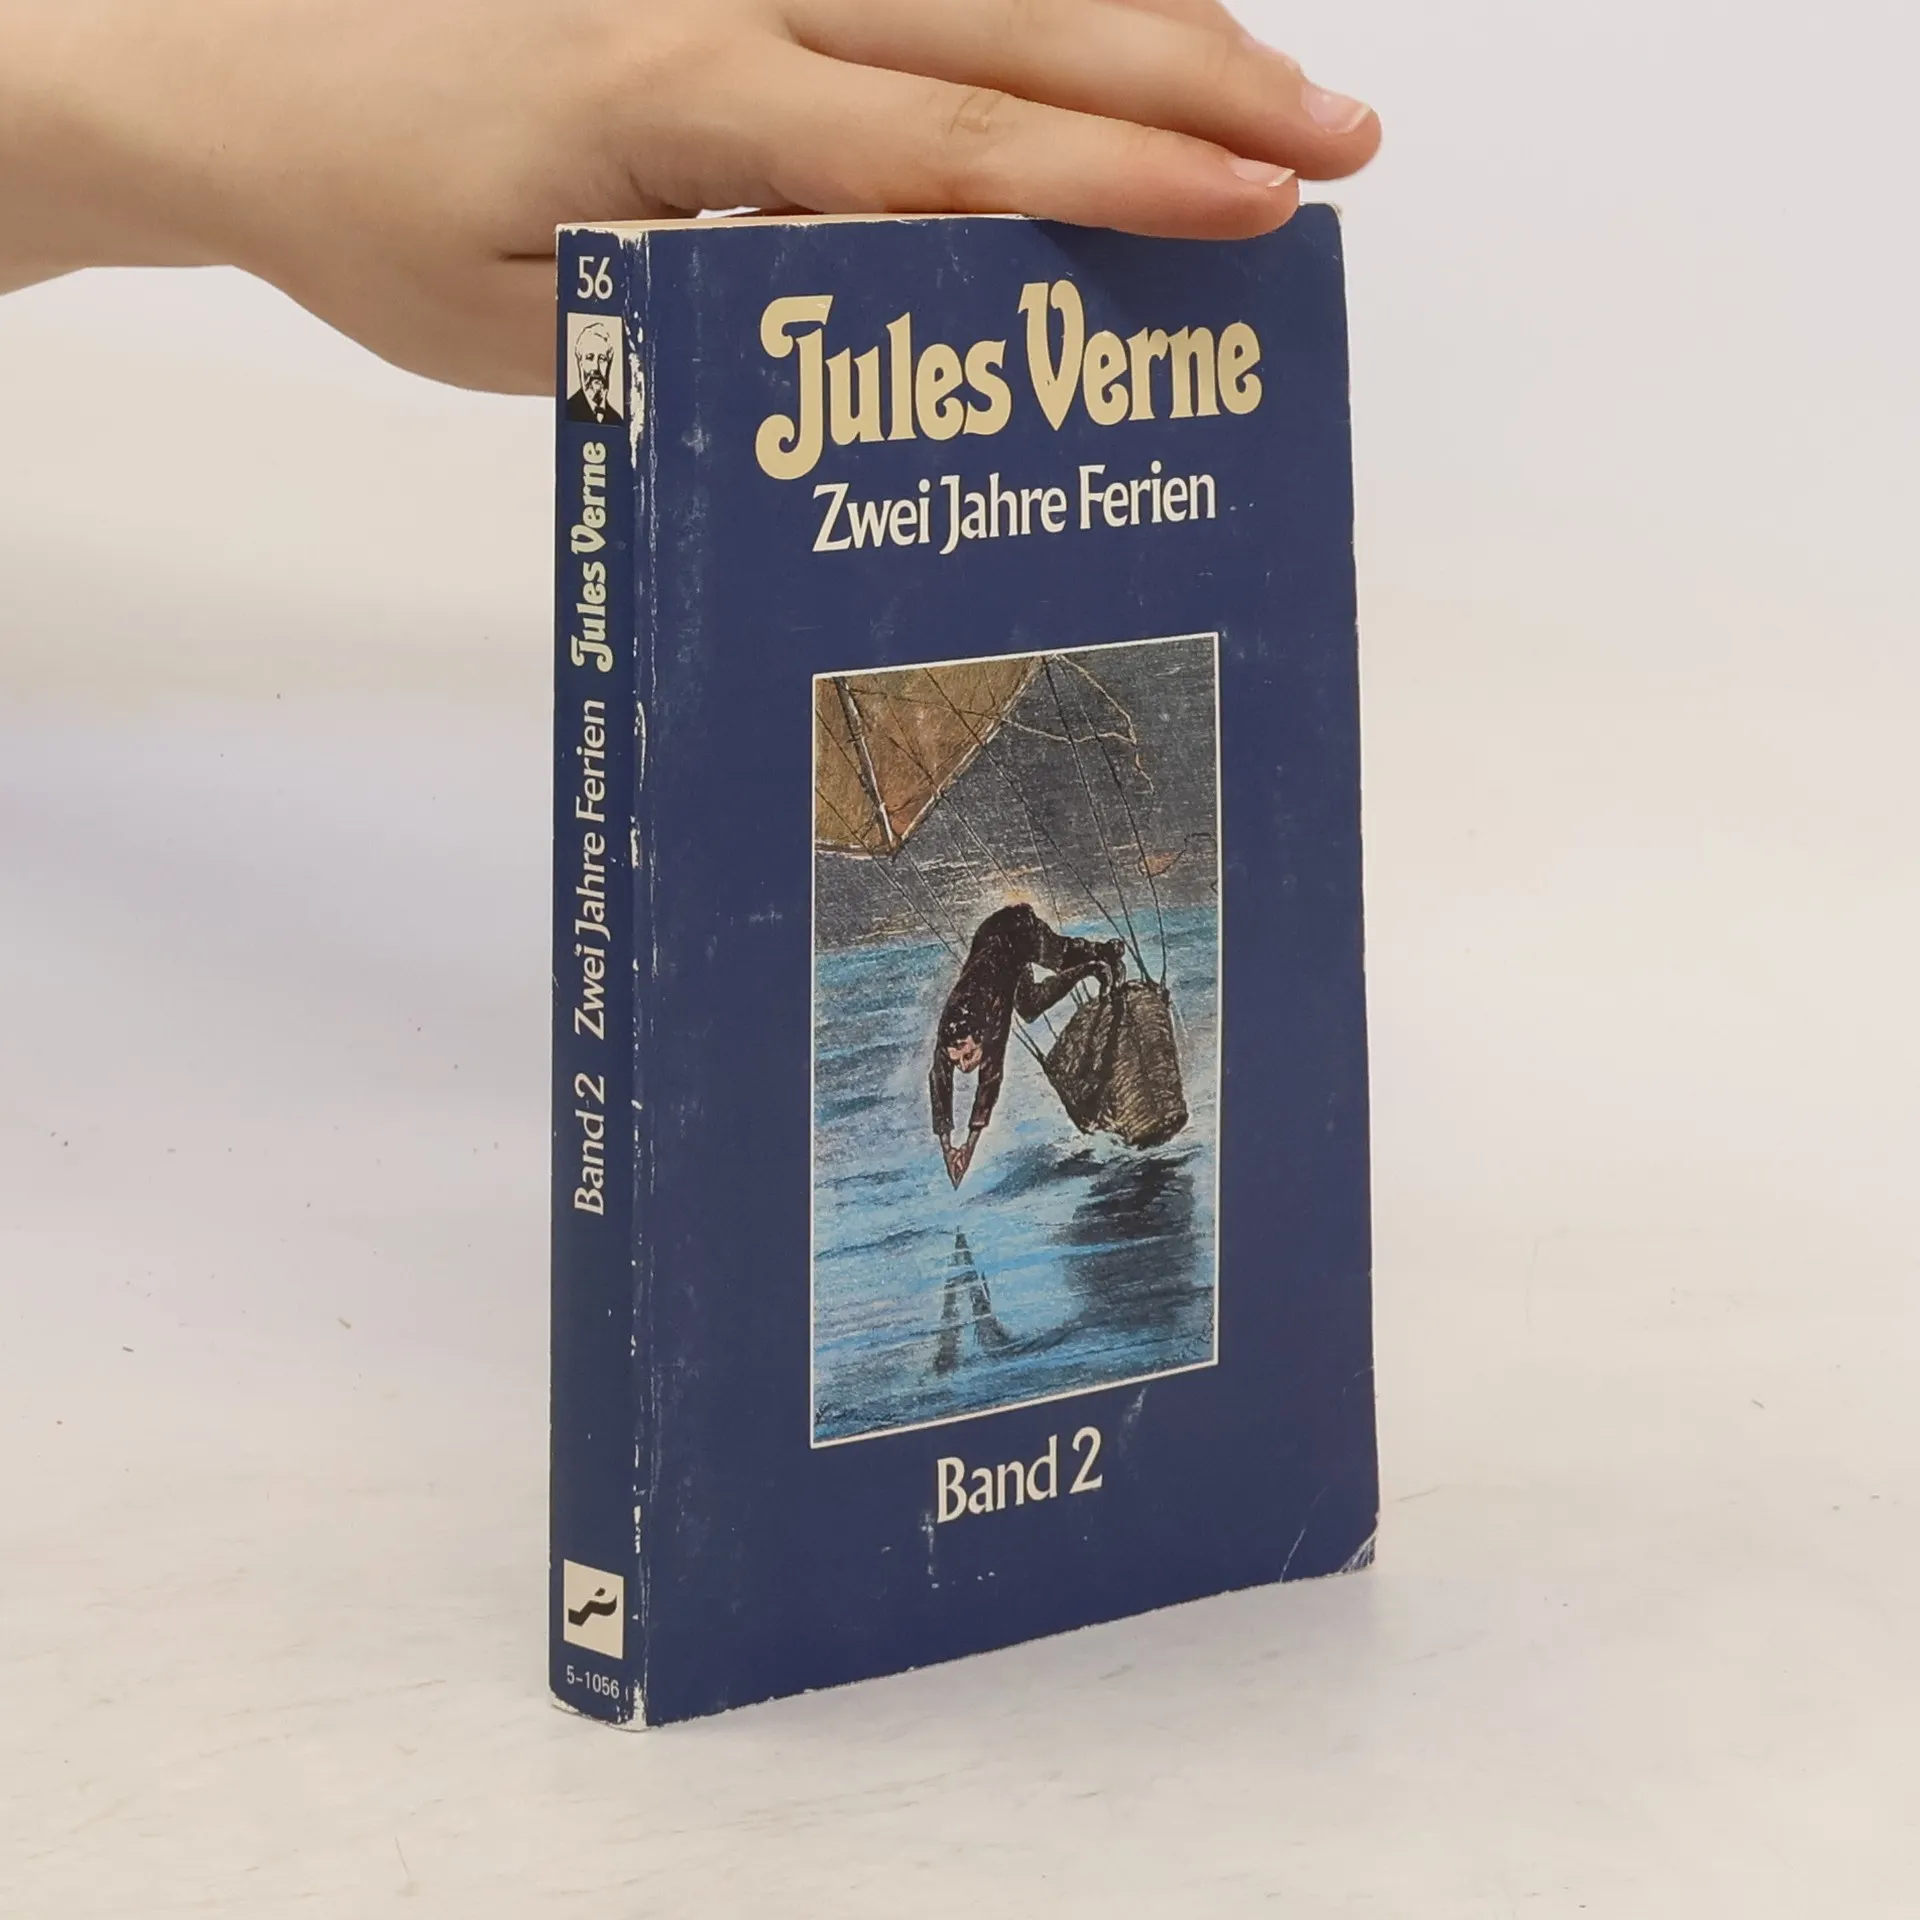 56
Jules Verne Zwei Jahre Ferien Band 2
5-1056
Jules Verne
Zwei Jahre Ferien
Band 2